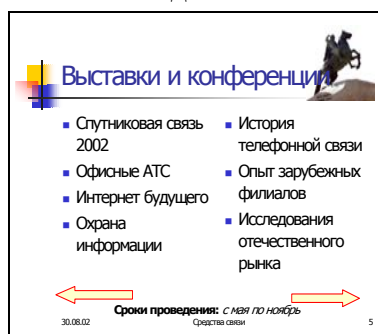 Выставки и конференции
Спутниковая связь
2002
Офисные АТС
Интернет будущего
Охрана
информации
История
телефонной связи
Опыт зарубежных
филиалов
Исследования
отечественного
рынка
Сроки проведения: с мая по ноябрь
30.08.02 Средства связи 5